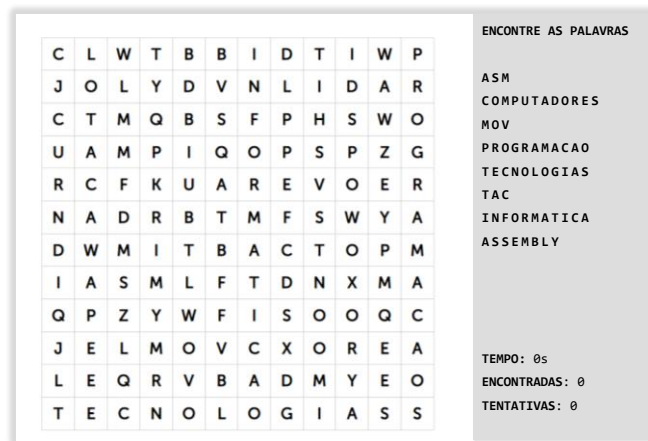 ENCONTRE AS PALAVRAS
C L W T B B I D T I W P
J O L Y D V N L I D A R
C T M Q B S F P H S W O
U A M P I Q O P S P Z G
R C F K U A R E V O E R
N A D R B T M F S W Y A
D W M I T B A C T O P M
I A S M L F T D N X M A
Q P Z Y W F I S O O Q C
J E L M O V C X O R E A
L E Q R V B A D M Y E O
T E C N O L O G I A S S
ASM
COMPUTADORES
MOV
PROGRAMACAO
TECNOLOGIAS
TAC
INFORMATICA
ASSEMBLY
TEMPO: 0s
ENCONTRADAS: 0
TENTATIVAS: 0